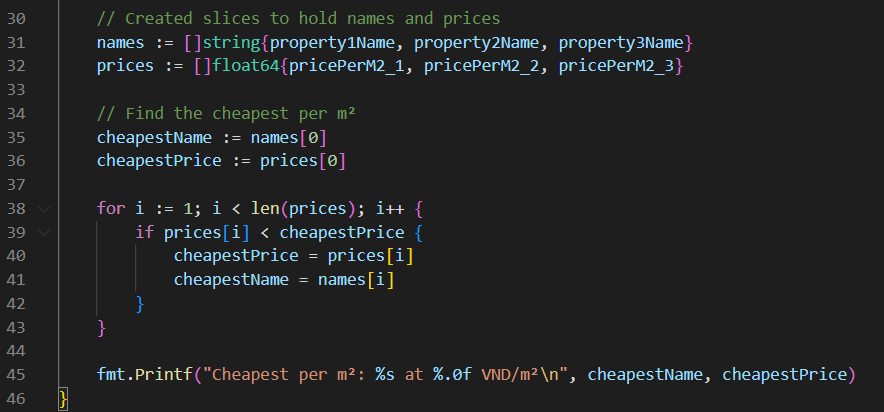 30 // Created slices to hold names and prices
31 names := []string{property1Name, property2Name, property3Name}
32 prices := []float64{pricePerM2_1, pricePerM2_2, pricePerM2_3}
33
34 // Find the cheapest per m²
35 cheapestName := names[0]
36 cheapestPrice := prices[0]
37
38 for i := 1; i < len(prices); i++ {
39 if prices[i] < cheapestPrice {
40 cheapestPrice = prices[i]
41 cheapestName = names[i]
42 }
43 }
44
45 fmt.Printf("Cheapest per m²: %s at %.0f VND/m²\n", cheapestName, cheapestPrice)
46 }